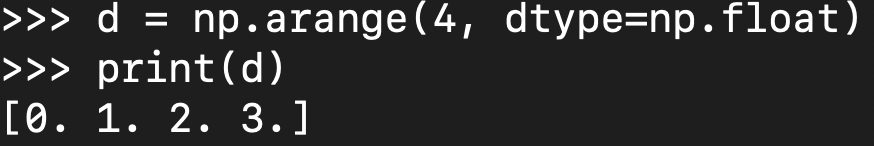 >>> d = np.arange(4, dtype=np.float)
>>> print(d)
[0. 1. 2. 3.]